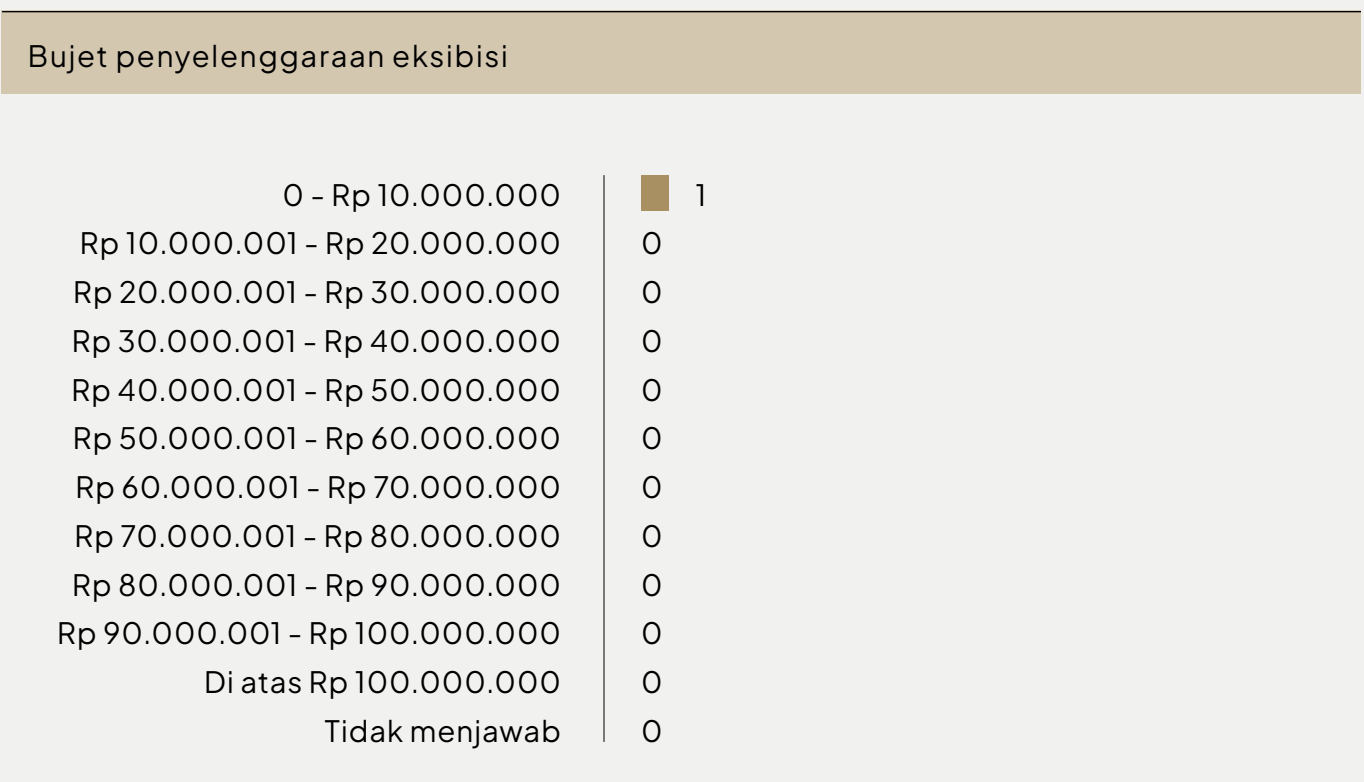 Bujet penyelenggaraan eksibisi
0 - Rp 10.000.000 1
Rp 10.000.001 - Rp 20.000.000 0
Rp 20.000.001 - Rp 30.000.000 0
Rp 30.000.001 - Rp 40.000.000 0
Rp 40.000.001 - Rp 50.000.000 0
Rp 50.000.001 - Rp 60.000.000 0
Rp 60.000.001 - Rp 70.000.000 0
Rp 70.000.001 - Rp 80.000.000 0
Rp 80.000.001 - Rp 90.000.000 0
Rp 90.000.001 - Rp 100.000.000 0
Di atas Rp 100.000.000 0
Tidak menjawab 0